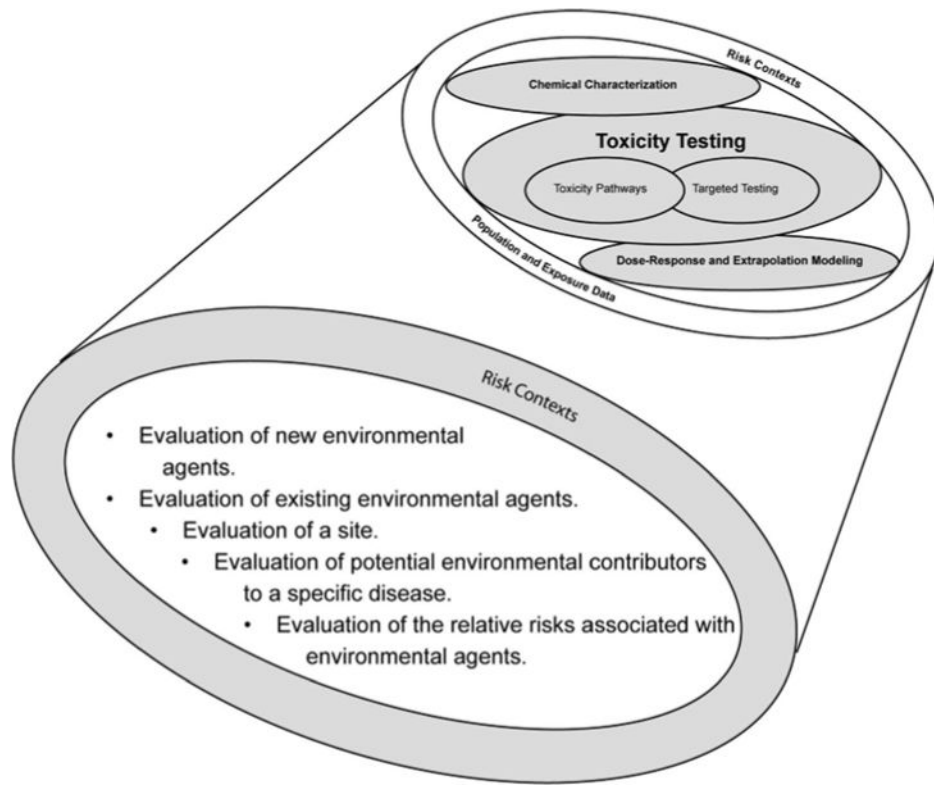 Risk Contexts
Chemical Characterization
Toxicity Testing
Toxicity Pathways
Targeted Testing
Dose-Response and Extrapolation Modeling
Population and Exposure Data
Risk Contexts
• Evaluation of new environmental
agents.
• Evaluation of existing environmental agents.
• Evaluation of a site.
• Evaluation of potential environmental contributors
to a specific disease.
• Evaluation of the relative risks associated with
environmental agents.